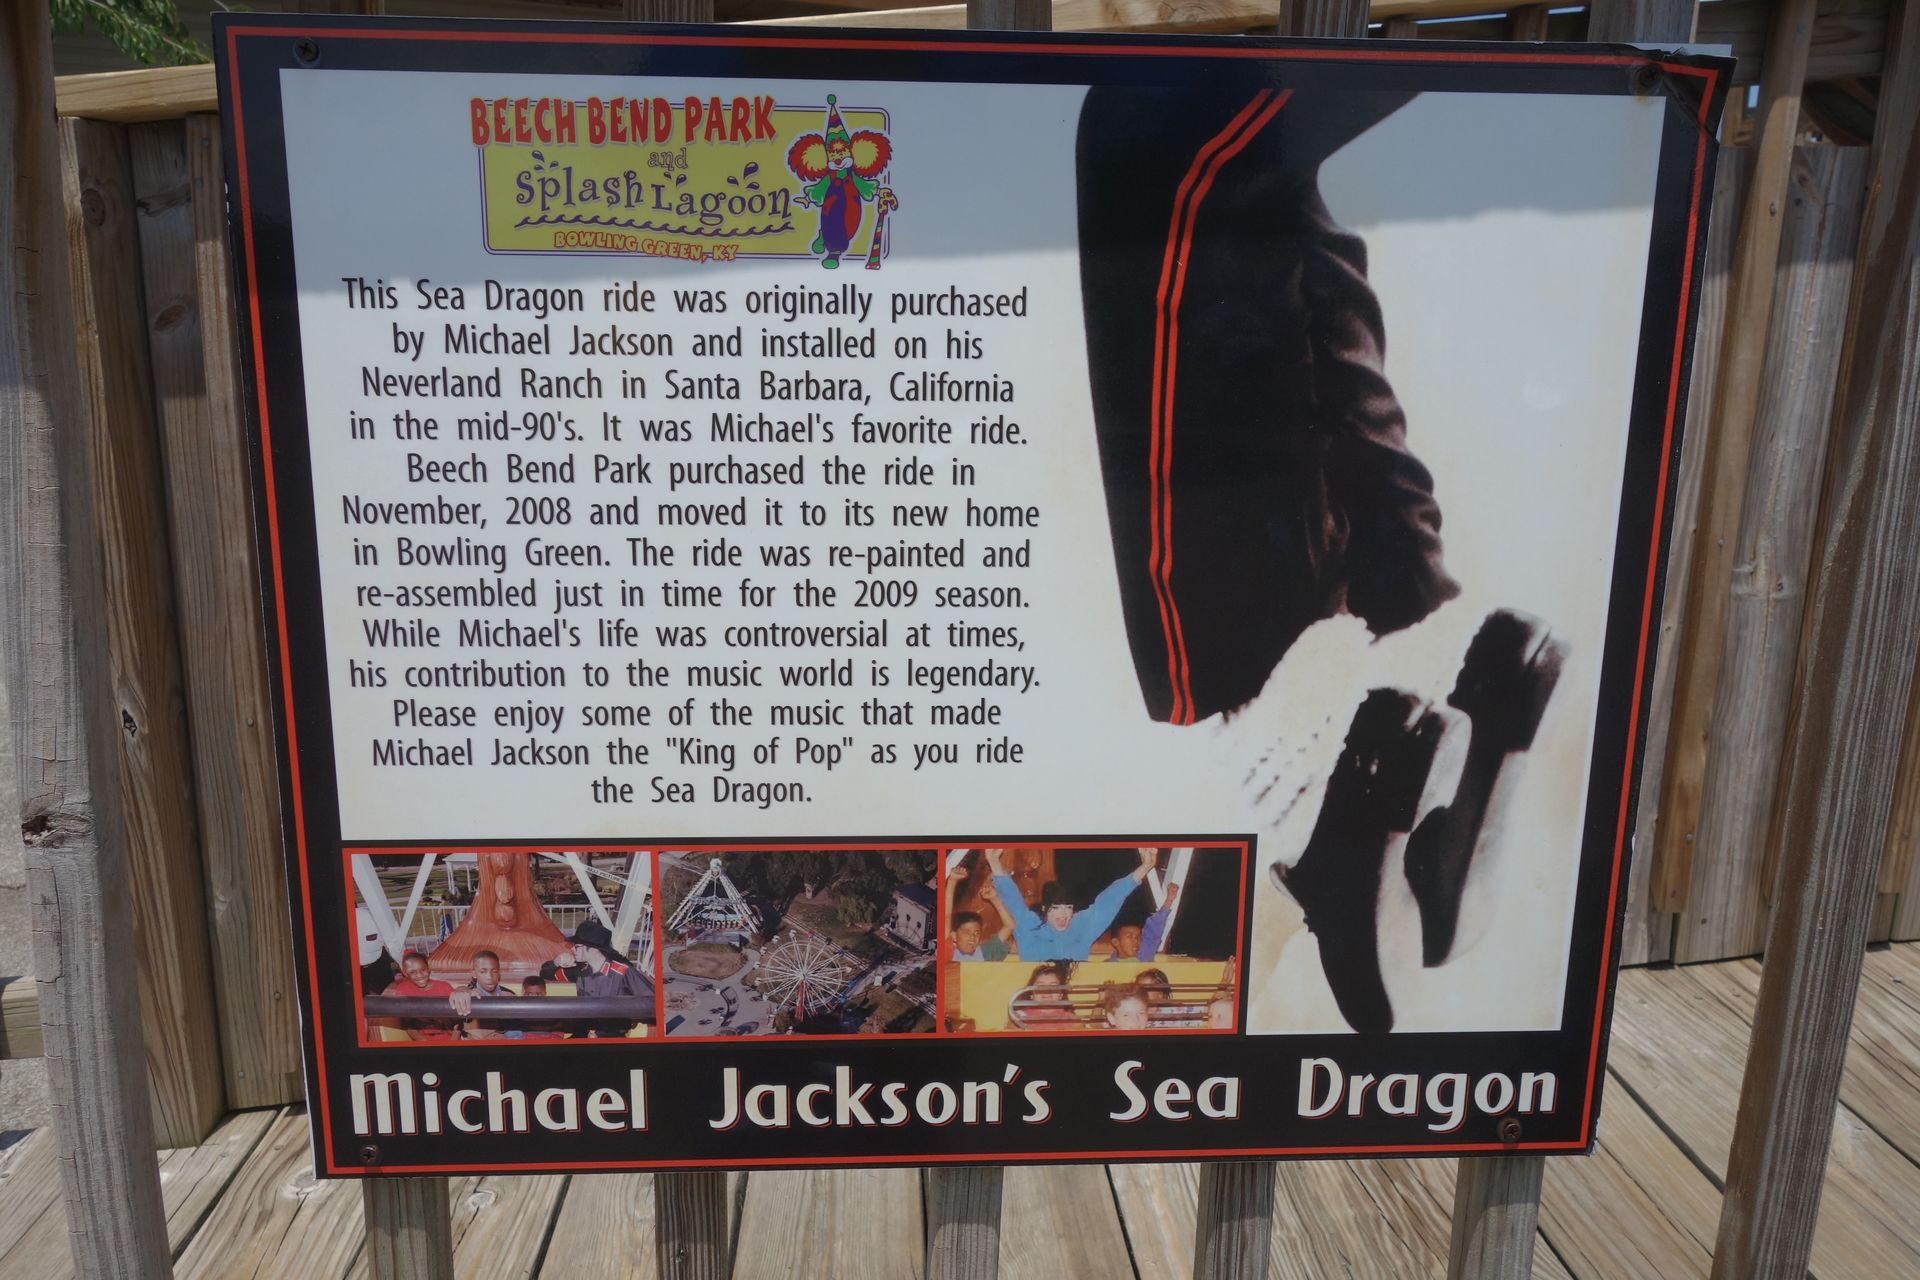 BEECH BEND PARK
and
Splash Lagoon
BOWLING GREEN, KY
This Sea Dragon ride was originally purchased
by Michael Jackson and installed on his
Neverland Ranch in Santa Barbara, California
in the mid-90's. It was Michael's favorite ride.
Beech Bend Park purchased the ride in
November, 2008 and moved it to its new home
in Bowling Green. The ride was re-painted and
re-assembled just in time for the 2009 season.
While Michael's life was controversial at times,
his contribution to the music world is legendary.
Please enjoy some of the music that made
Michael Jackson the "King of Pop" as you ride
the Sea Dragon.
Michael Jackson's Sea Dragon